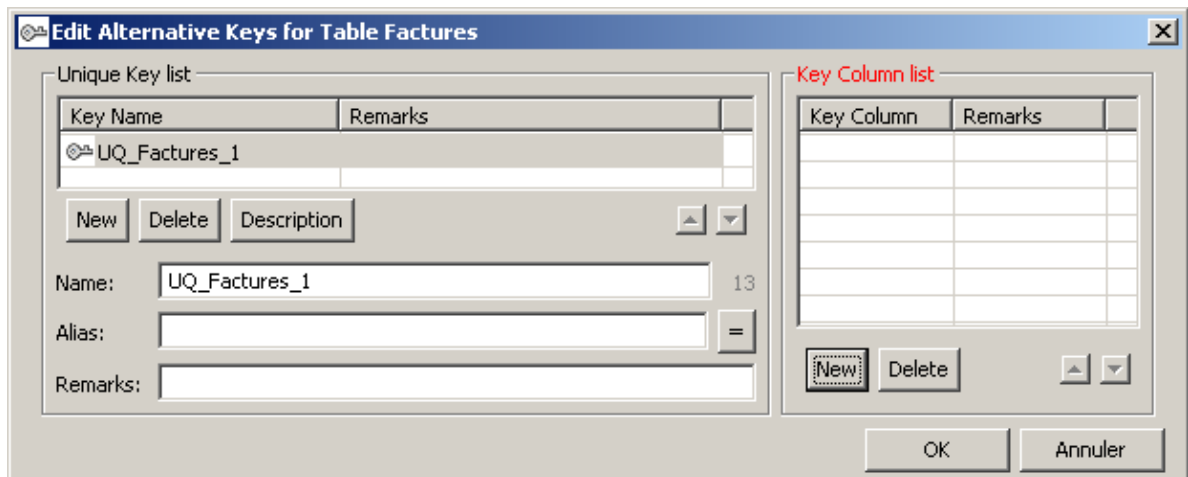 Edit Alternative Keys for Table Factures
Unique Key list
Key Name Remarks
UQ_Factures_1
New Delete Description
Name: UQ_Factures_1 13
Alias: =
Remarks:
Key Column list
Key Column Remarks
New Delete
OK Annuler